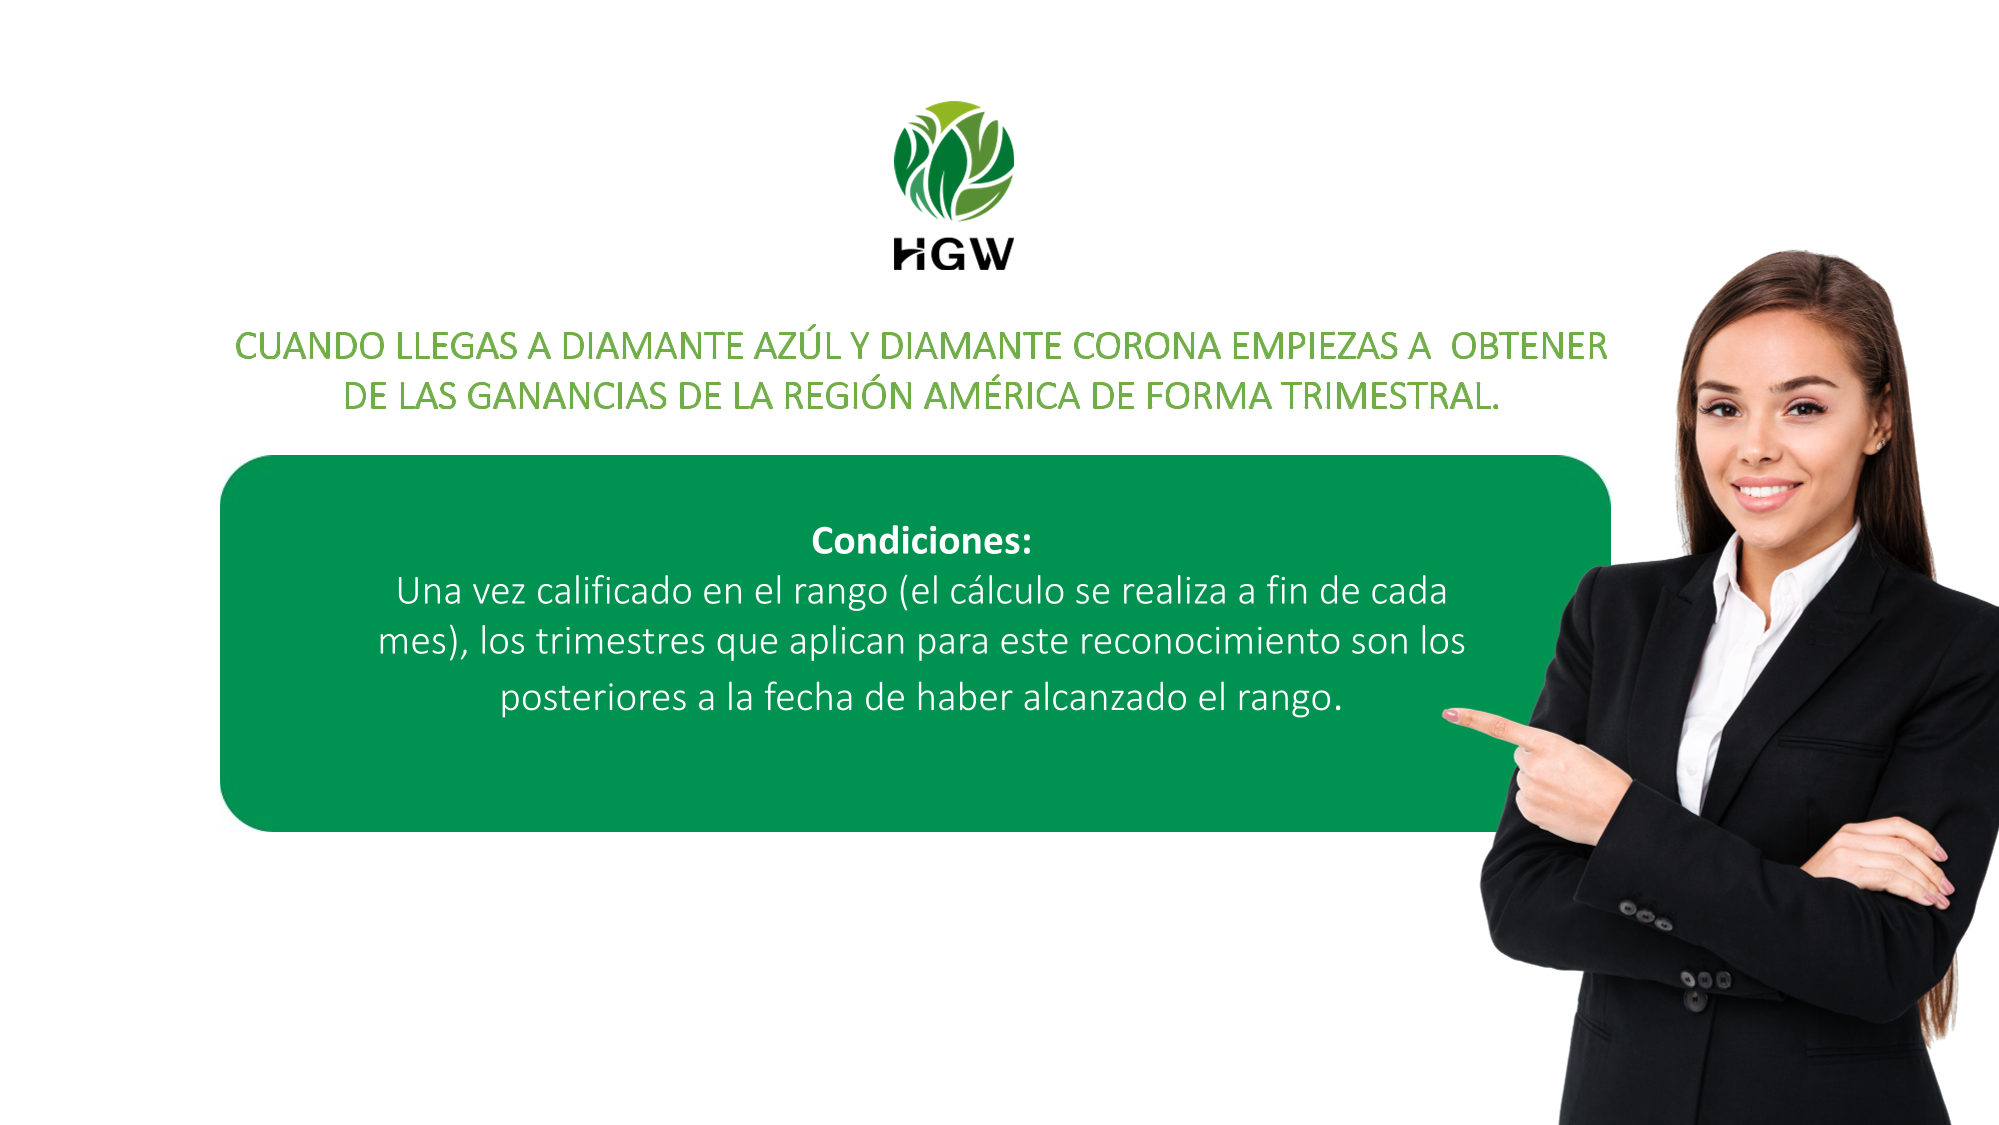 HGW
CUANDO LLEGAS A DIAMANTE AZÚL Y DIAMANTE CORONA EMPIEZAS A  OBTENER
DE LAS GANANCIAS DE LA REGIÓN AMÉRICA DE FORMA TRIMESTRAL.
Condiciones:
Una vez calificado en el rango (el cálculo se realiza a fin de cada
mes), los trimestres que aplican para este reconocimiento son los
posteriores a la fecha de haber alcanzado el rango.